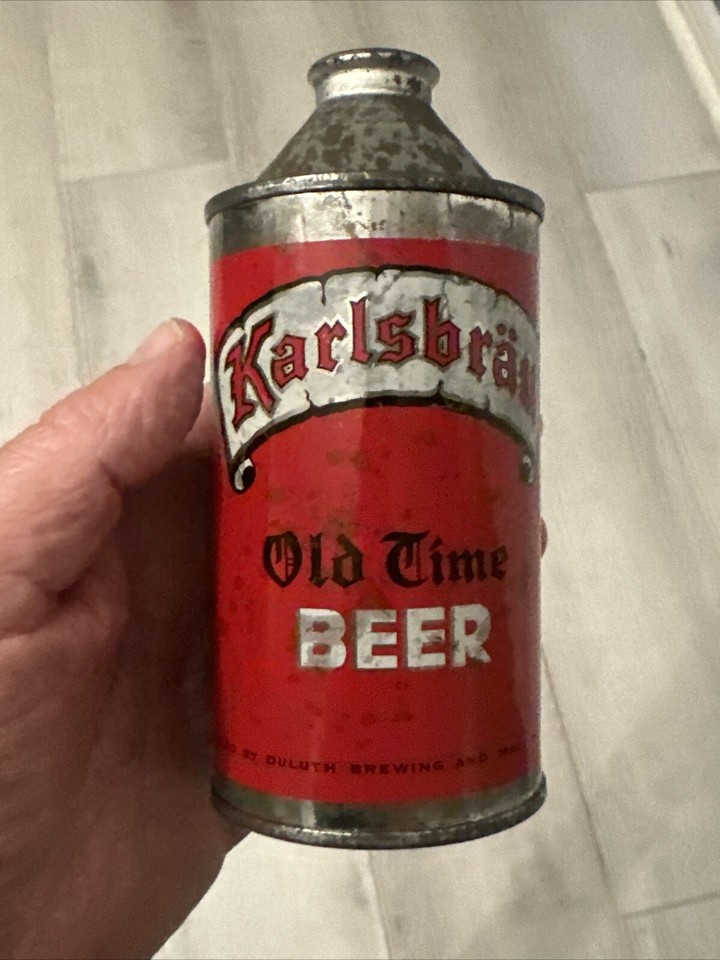 Karlsbräu
Old Time
BEER
BY DULUTH BREWING AND